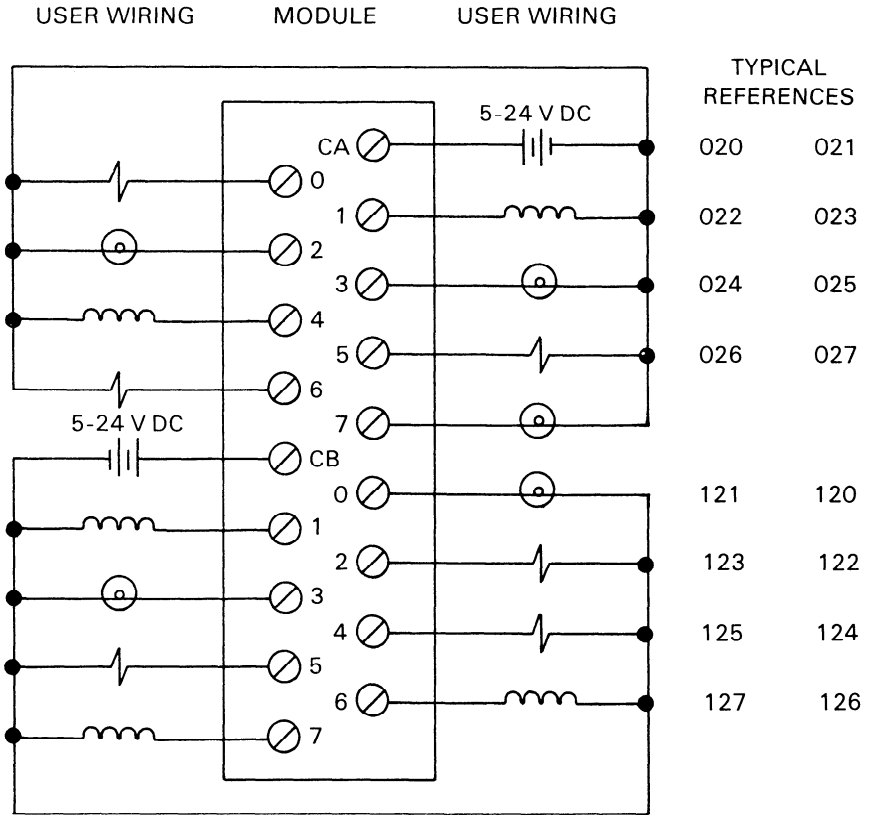 USER WIRING MODULE USER WIRING
TYPICAL
REFERENCES
5-24 V DC
CA 020 021
0
1 022 023
2
3 024 025
4
5 026 027
6
7
5-24 V DC
CB
0 121 120
1
2 123 122
3
4 125 124
5
6 127 126
7